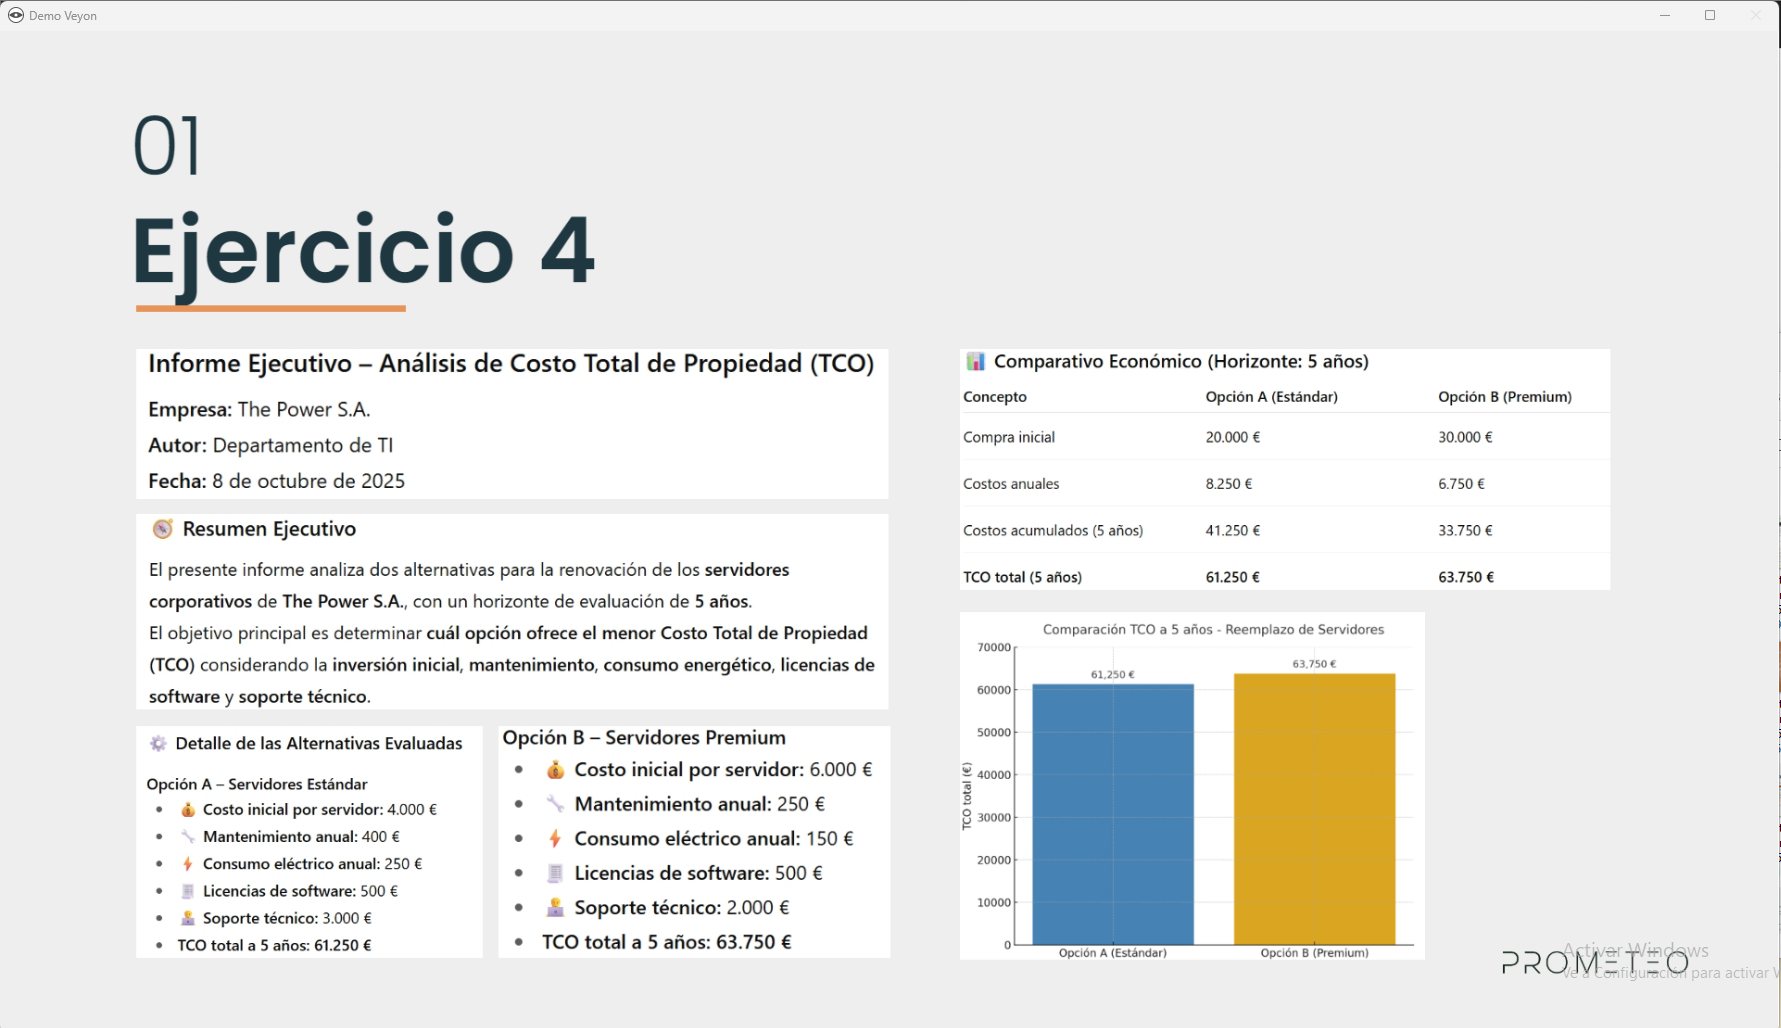 Demo Veyon
01
Ejercicio 4
Informe Ejecutivo – Análisis de Costo Total de Propiedad (TCO)
Empresa: The Power S.A.
Autor: Departamento de TI
Fecha: 8 de octubre de 2025
Resumen Ejecutivo
El presente informe analiza dos alternativas para la renovación de los servidores
corporativos de The Power S.A., con un horizonte de evaluación de 5 años.
El objetivo principal es determinar cuál opción ofrece el menor Costo Total de Propiedad
(TCO) considerando la inversión inicial, mantenimiento, consumo energético, licencias de
software y soporte técnico.
Detalle de las Alternativas Evaluadas
Opción A – Servidores Estándar
• Costo inicial por servidor: 4.000 €
• Mantenimiento anual: 400 €
• Consumo eléctrico anual: 250 €
• Licencias de software: 500 €
• Soporte técnico: 3.000 €
• TCO total a 5 años: 61.250 €
Opción B – Servidores Premium
• Costo inicial por servidor: 6.000 €
• Mantenimiento anual: 250 €
• Consumo eléctrico anual: 150 €
• Licencias de software: 500 €
• Soporte técnico: 2.000 €
• TCO total a 5 años: 63.750 €
Comparativo Económico (Horizonte: 5 años)
Concepto Opción A (Estándar) Opción B (Premium)
Compra inicial 20.000 € 30.000 €
Costos anuales 8.250 € 6.750 €
Costos acumulados (5 años) 41.250 € 33.750 €
TCO total (5 años) 61.250 € 63.750 €
Comparación TCO a 5 años - Reemplazo de Servidores
TCO total (€)
70000
60000
50000
40000
30000
20000
10000
0
61,250 €
63,750 €
Opción A (Estándar)
Opción B (Premium)
PROMETEO
Activar Windows
Ve a Configuración para activar W